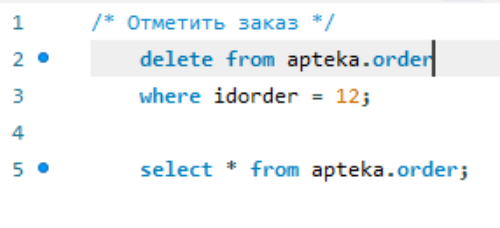 1 /* Отметить заказ */
2 delete from apteka.order
3 where idorder = 12;
4
5 select * from apteka.order;